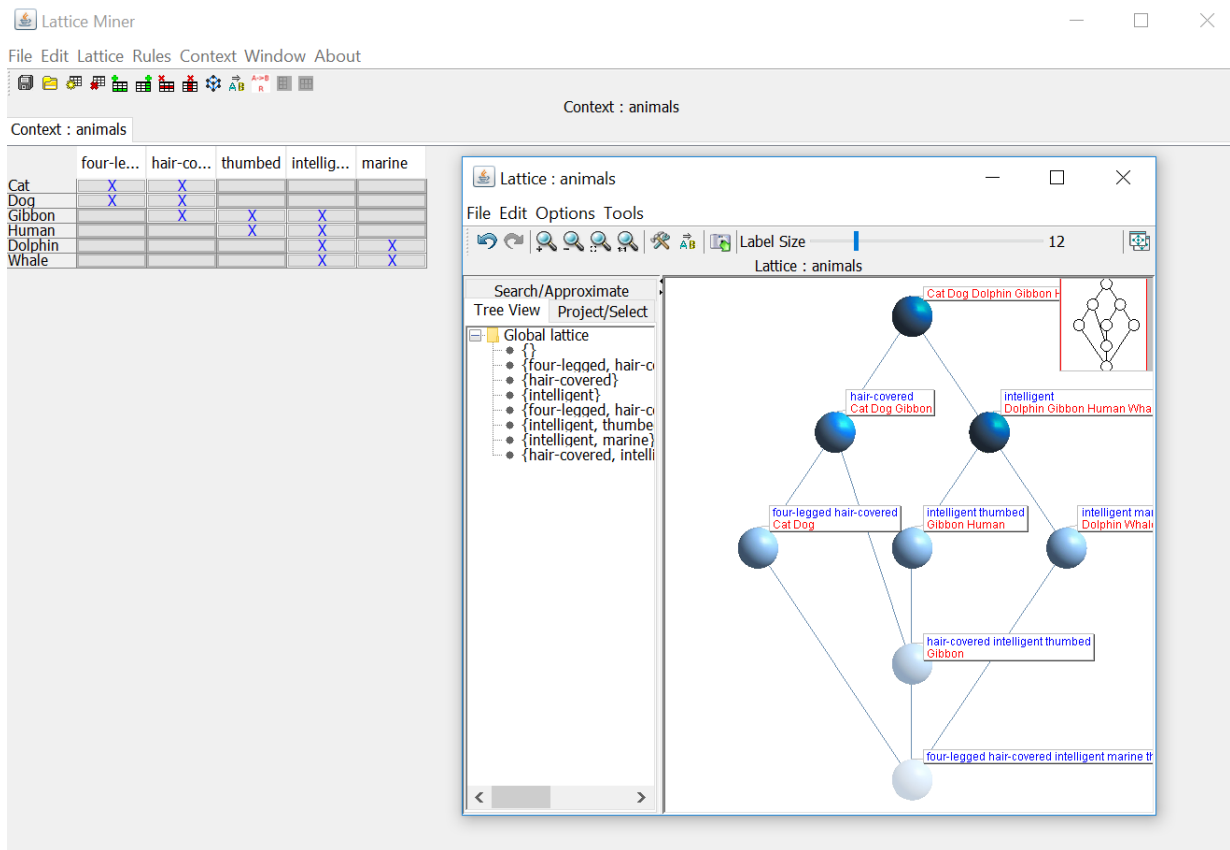 Lattice Miner
File Edit Lattice Rules Context Window About
A->B
R
Context : animals
Context : animals
four-le... hair-co... thumbed intellig... marine
Cat X X
Dog X X
Gibbon X X X
Human X X
Dolphin X X
Whale X X
Lattice : animals
File Edit Options Tools
Label Size 12
Lattice : animals
Search/Approximate
Tree View Project/Select
Global lattice
{}
{four-legged, hair-co
{hair-covered}
{intelligent}
{four-legged, hair-co
{intelligent, thumbe
{intelligent, marine}
{hair-covered, intelli
Cat Dog Dolphin Gibbon H
hair-covered
Cat Dog Gibbon
intelligent
Dolphin Gibbon Human Wha
four-legged hair-covered
Cat Dog
intelligent thumbed
Gibbon Human
intelligent mar
Dolphin Whale
hair-covered intelligent thumbed
Gibbon
four-legged hair-covered intelligent marine th